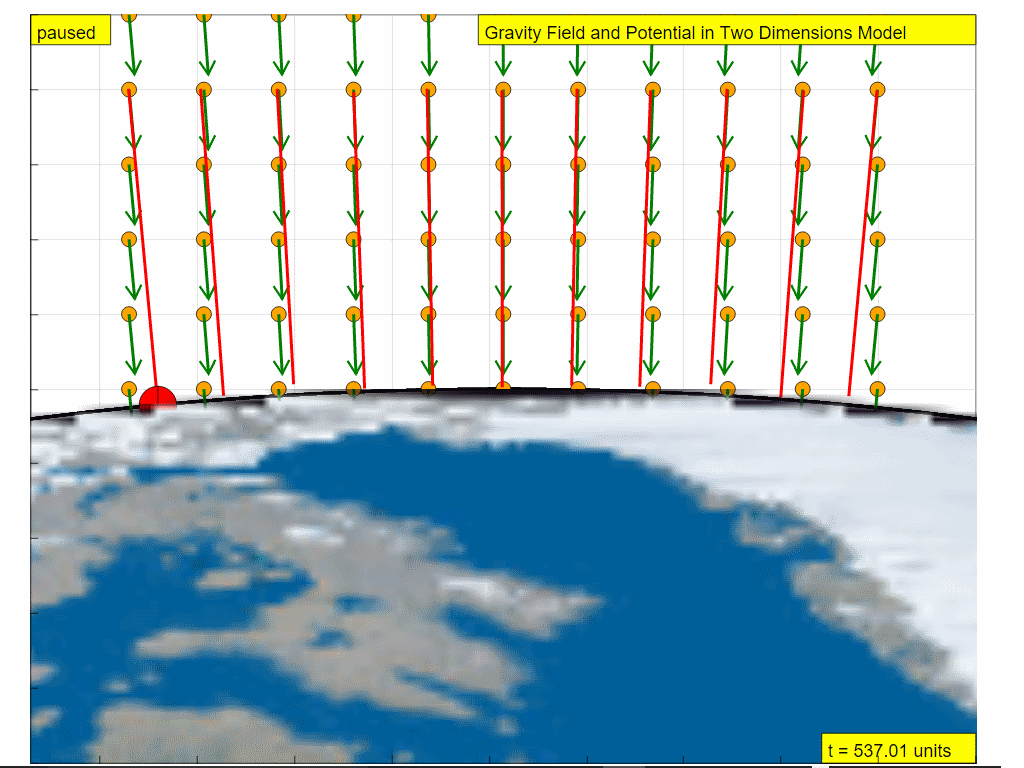 paused
Gravity Field and Potential in Two Dimensions Model
t = 537.01 units